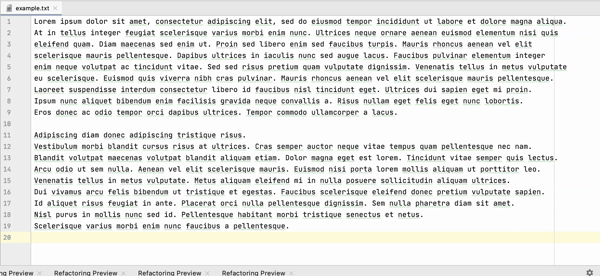 example.txt
1 Lorem ipsum dolor sit amet, consectetur adipiscing elit, sed do eiusmod tempor incididunt ut labore et dolore magna aliqua.
2 At in tellus integer feugiat scelerisque varius morbi enim nunc. Ultrices neque ornare aenean euismod elementum nisi quis
3 eleifend quam. Diam maecenas sed enim ut. Proin sed libero enim sed faucibus turpis. Mauris rhoncus aenean vel elit
4 scelerisque mauris pellentesque. Dapibus ultrices in iaculis nunc sed augue lacus. Faucibus pulvinar elementum integer
5 enim neque volutpat ac tincidunt vitae. Sed sed risus pretium quam vulputate dignissim. Venenatis tellus in metus vulputate
6 eu scelerisque. Euismod quis viverra nibh cras pulvinar. Mauris rhoncus aenean vel elit scelerisque mauris pellentesque.
7 Laoreet suspendisse interdum consectetur libero id faucibus nisl tincidunt eget. Ultrices dui sapien eget mi proin.
8 Ipsum nunc aliquet bibendum enim facilisis gravida neque convallis a. Risus nullam eget felis eget nunc lobortis.
9 Eros donec ac odio tempor orci dapibus ultrices. Tempor commodo ullamcorper a lacus.
10
11 Adipiscing diam donec adipiscing tristique risus.
12 Vestibulum morbi blandit cursus risus at ultrices. Cras semper auctor neque vitae tempus quam pellentesque nec nam.
13 Blandit volutpat maecenas volutpat blandit aliquam etiam. Dolor magna eget est lorem. Tincidunt vitae semper quis lectus.
14 Arcu odio ut sem nulla. Aenean vel elit scelerisque mauris. Euismod nisi porta lorem mollis aliquam ut porttitor leo.
15 Venenatis tellus in metus vulputate. Metus aliquam eleifend mi in nulla posuere sollicitudin aliquam ultrices.
16 Dui vivamus arcu felis bibendum ut tristique et egestas. Faucibus scelerisque eleifend donec pretium vulputate sapien.
17 Id aliquet risus feugiat in ante. Placerat orci nulla pellentesque dignissim. Sem nulla pharetra diam sit amet.
18 Nisl purus in mollis nunc sed id. Pellentesque habitant morbi tristique senectus et netus.
19 Scelerisque varius morbi enim nunc faucibus a pellentesque.
20
ng Preview Refactoring Preview Refactoring Preview Refactoring Preview